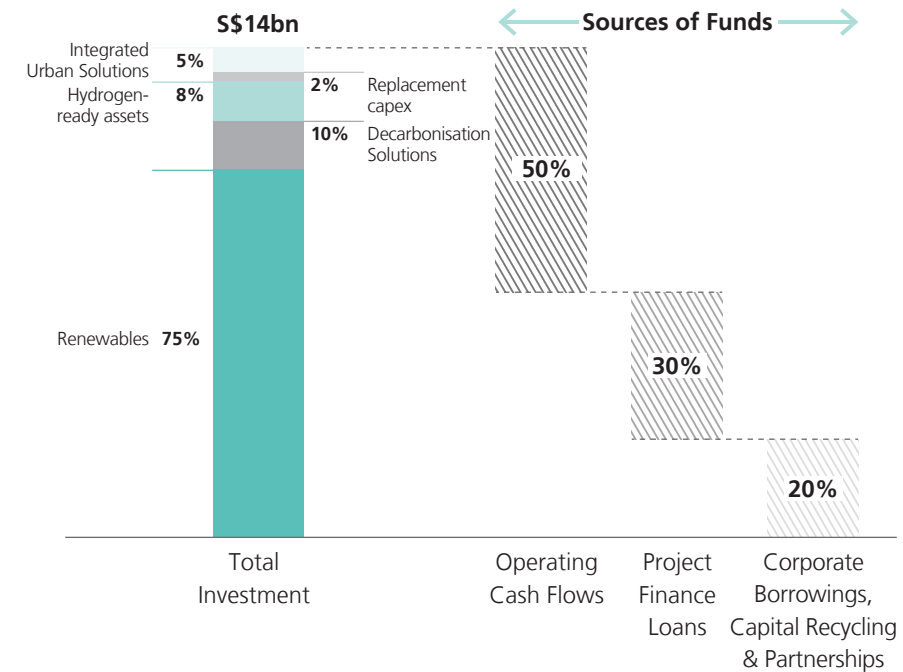 S$14bn
Sources of Funds
Integrated
Urban Solutions
5%
2%
Replacement
capex
Hydrogen-
ready assets
8%
10%
Decarbonisation
Solutions
50%
Renewables
75%
30%
20%
Total
Investment
Operating
Cash Flows
Project
Finance
Loans
Corporate
Borrowings,
Capital Recycling
& Partnerships